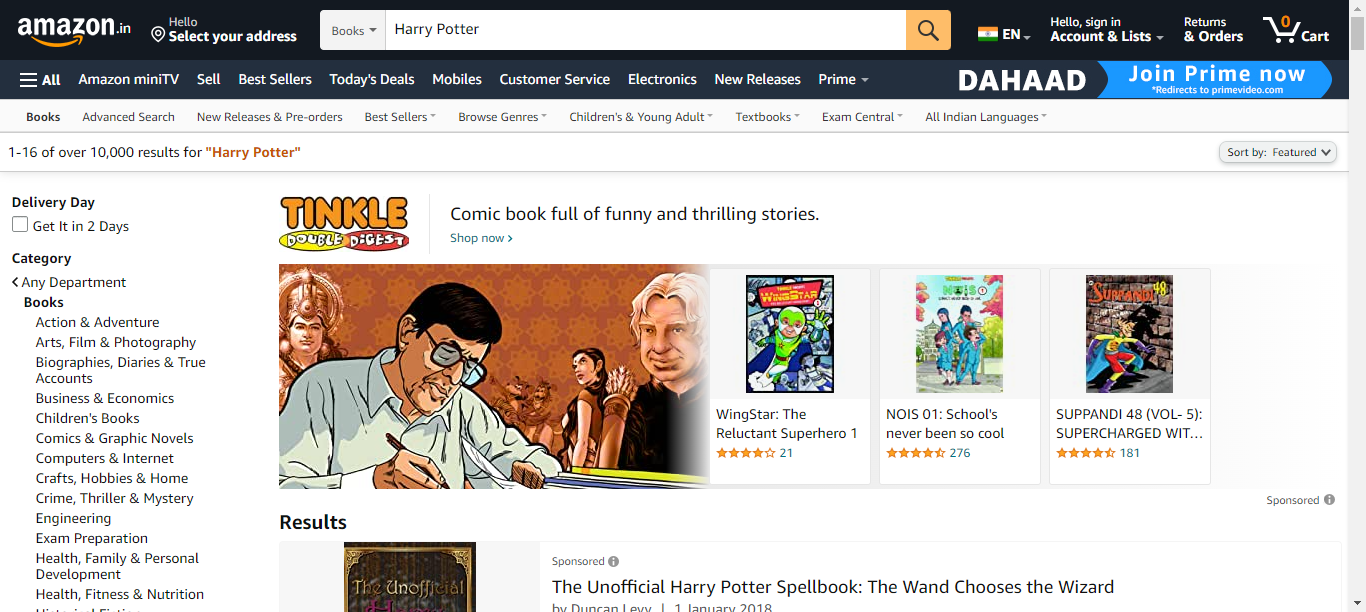 amazon.in
Hello
Select your address
Books
Harry Potter
EN
Hello, sign in
Account & Lists
Returns
& Orders
0
Cart
All
Amazon miniTV
Sell
Best Sellers
Today's Deals
Mobiles
Customer Service
Electronics
New Releases
Prime
DAHAAD
Join Prime now
*Redirects to primevideo.com
Books
Advanced Search
New Releases & Pre-orders
Best Sellers
Browse Genres
Children's & Young Adult
Textbooks
Exam Central
All Indian Languages
1-16 of over 10,000 results for "Harry Potter"
Sort by: Featured
Delivery Day
Get It in 2 Days
Category
Any Department
Books
Action & Adventure
Arts, Film & Photography
Biographies, Diaries & True
Accounts
Business & Economics
Children's Books
Comics & Graphic Novels
Computers & Internet
Crafts, Hobbies & Home
Crime, Thriller & Mystery
Engineering
Exam Preparation
Health, Family & Personal
Development
Health, Fitness & Nutrition
Historical Fiction
TINKLE
DOUBLE DIGEST
Comic book full of funny and thrilling stories.
Shop now
WINGSTAR
NOIS 1
SUPPANDI 48
WingStar: The
Reluctant Superhero 1
21
NOIS 01: School's
never been so cool
276
SUPPANDI 48 (VOL- 5):
SUPERCHARGED WIT...
181
Sponsored
Results
The Unofficial
Sponsored
The Unofficial Harry Potter Spellbook: The Wand Chooses the Wizard
by Duncan Levy | 1 January 2018